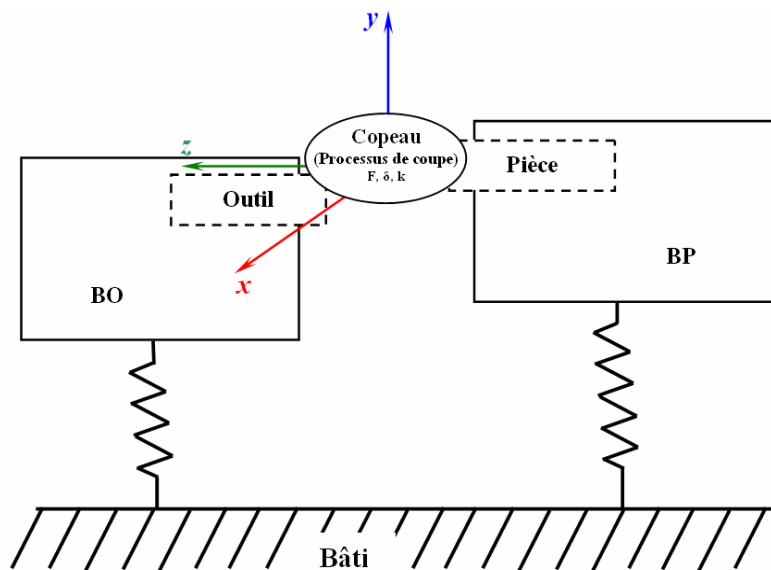 y
Copeau
(Processus de coupe)
F, δ, k
z
Pièce
Outil
x
BO
BP
Bâti